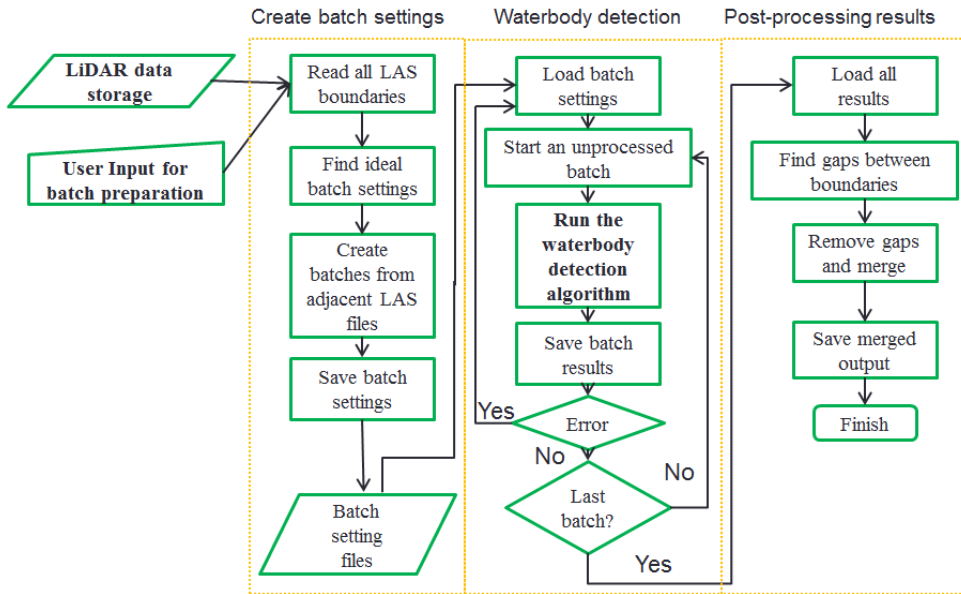 Create batch settings
Waterbody detection
Post-processing results
LiDAR data
storage
User Input for
batch preparation
Read all LAS
boundaries
Find ideal
batch settings
Create
batches from
adjacent LAS
files
Save batch
settings
Batch
setting
files
Load batch
settings
Start an unprocessed
batch
Run the
waterbody
detection
algorithm
Save batch
results
Yes
Error
No
No
Last
batch?
Yes
Load all
results
Find gaps between
boundaries
Remove gaps
and merge
Save merged
output
Finish